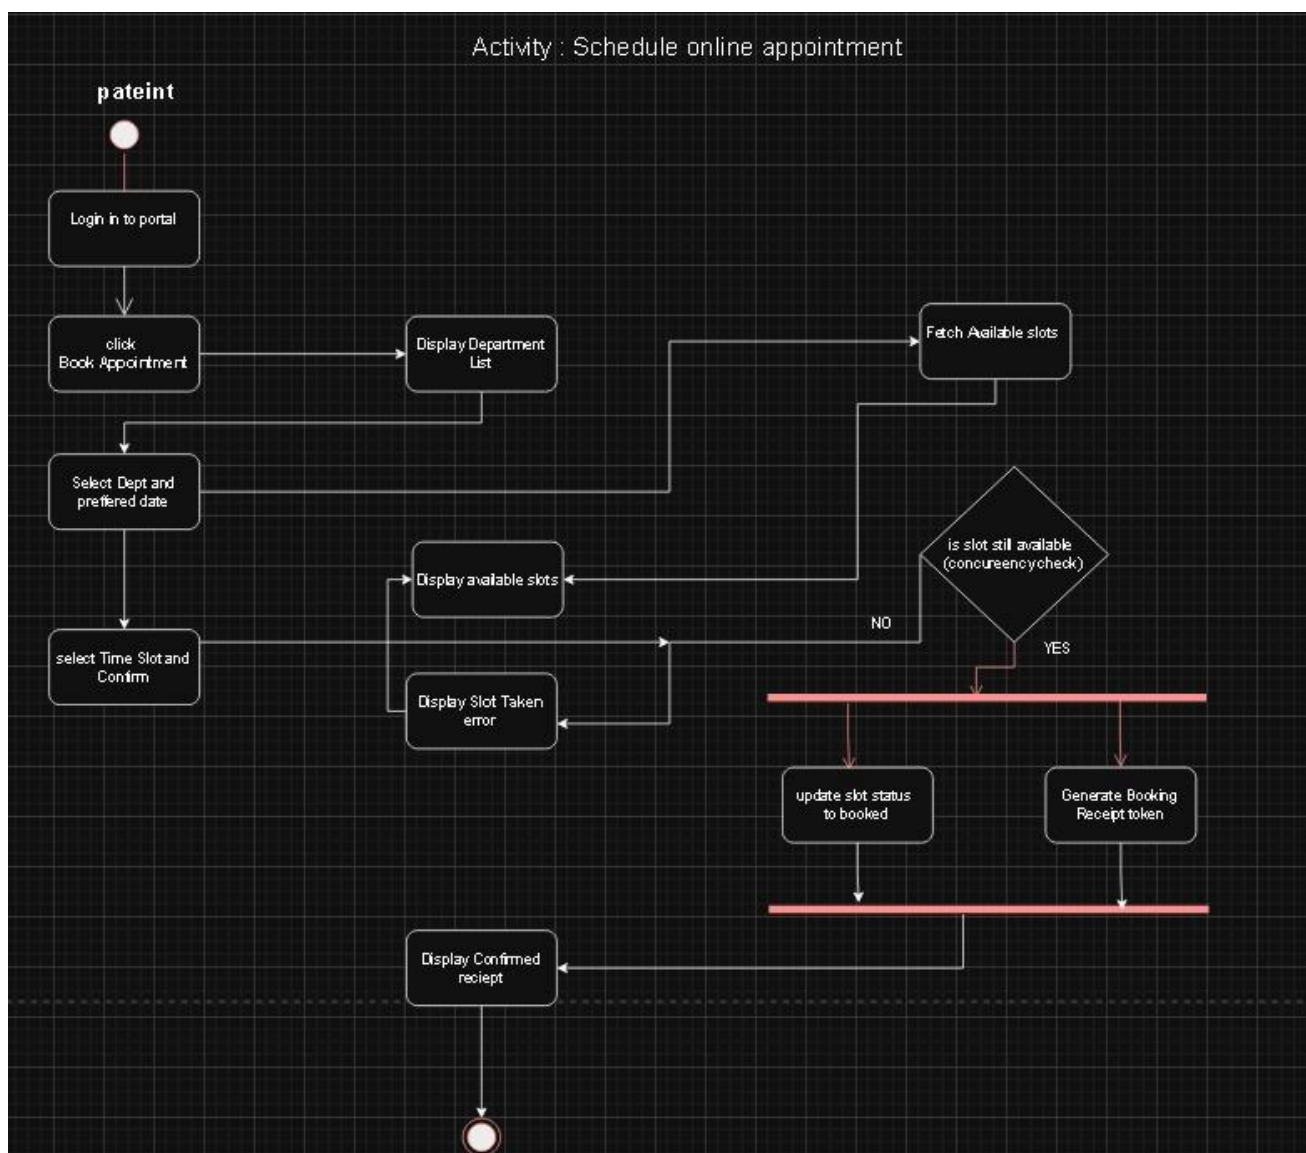 Activity : Schedule online appointment
pateint
Login in to portal
click
Book Appointment
Display Department
List
Fetch Available slots
Select Dept and
preffered date
is slot still available
(concureency check)
Display available slots
NO
YES
select Time Slot and
Confirm
Display Slot Taken
error
update slot status
to booked
Generate Booking
Receipt token
Display Confirmed
reciept